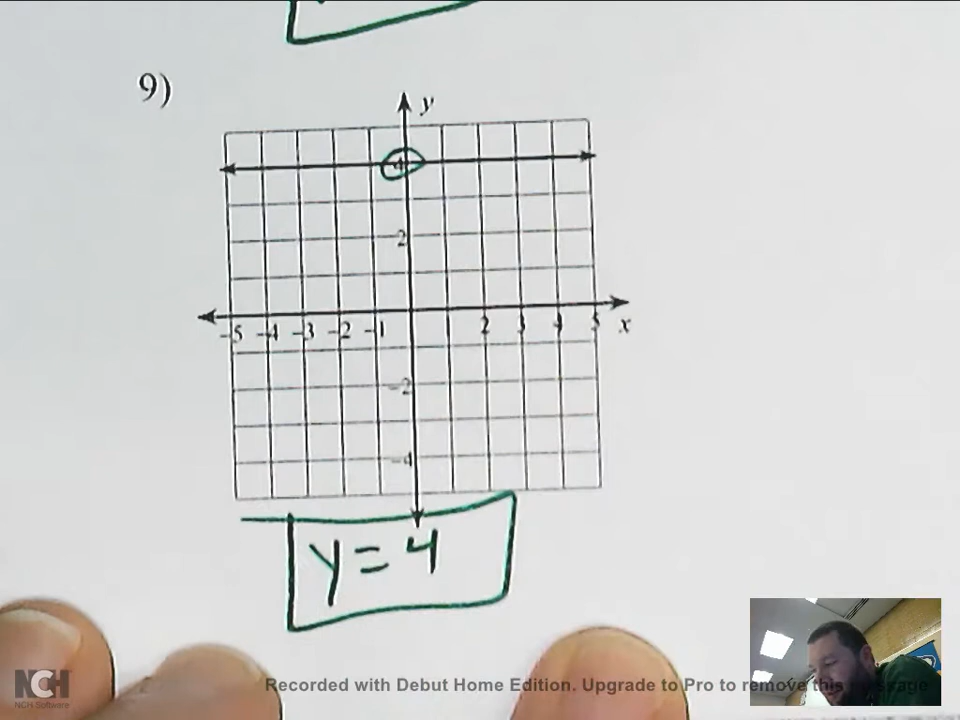 9)
y
4
2
-5 -4 -3 -2 -1 2 3 4 5 x
-2
-4
y = 4
NCH
NCH Software
Recorded with Debut Home Edition. Upgrade to Pro to remove this message